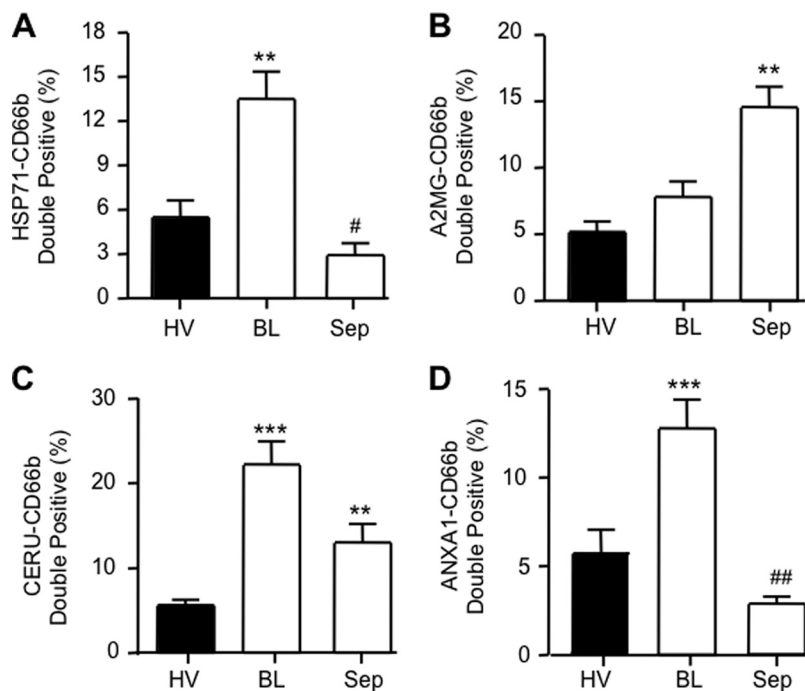 A
HSP71-CD66b
Double Positive (%)
18
15
12
9
6
3
0
**
#
HV BL Sep
B
A2MG-CD66b
Double Positive (%)
20
15
10
5
0
**
HV BL Sep
C
CERU-CD66b
Double Positive (%)
30
20
10
0
***
**
HV BL Sep
D
ANXA1-CD66b
Double Positive (%)
15
10
5
0
***
##
HV BL Sep